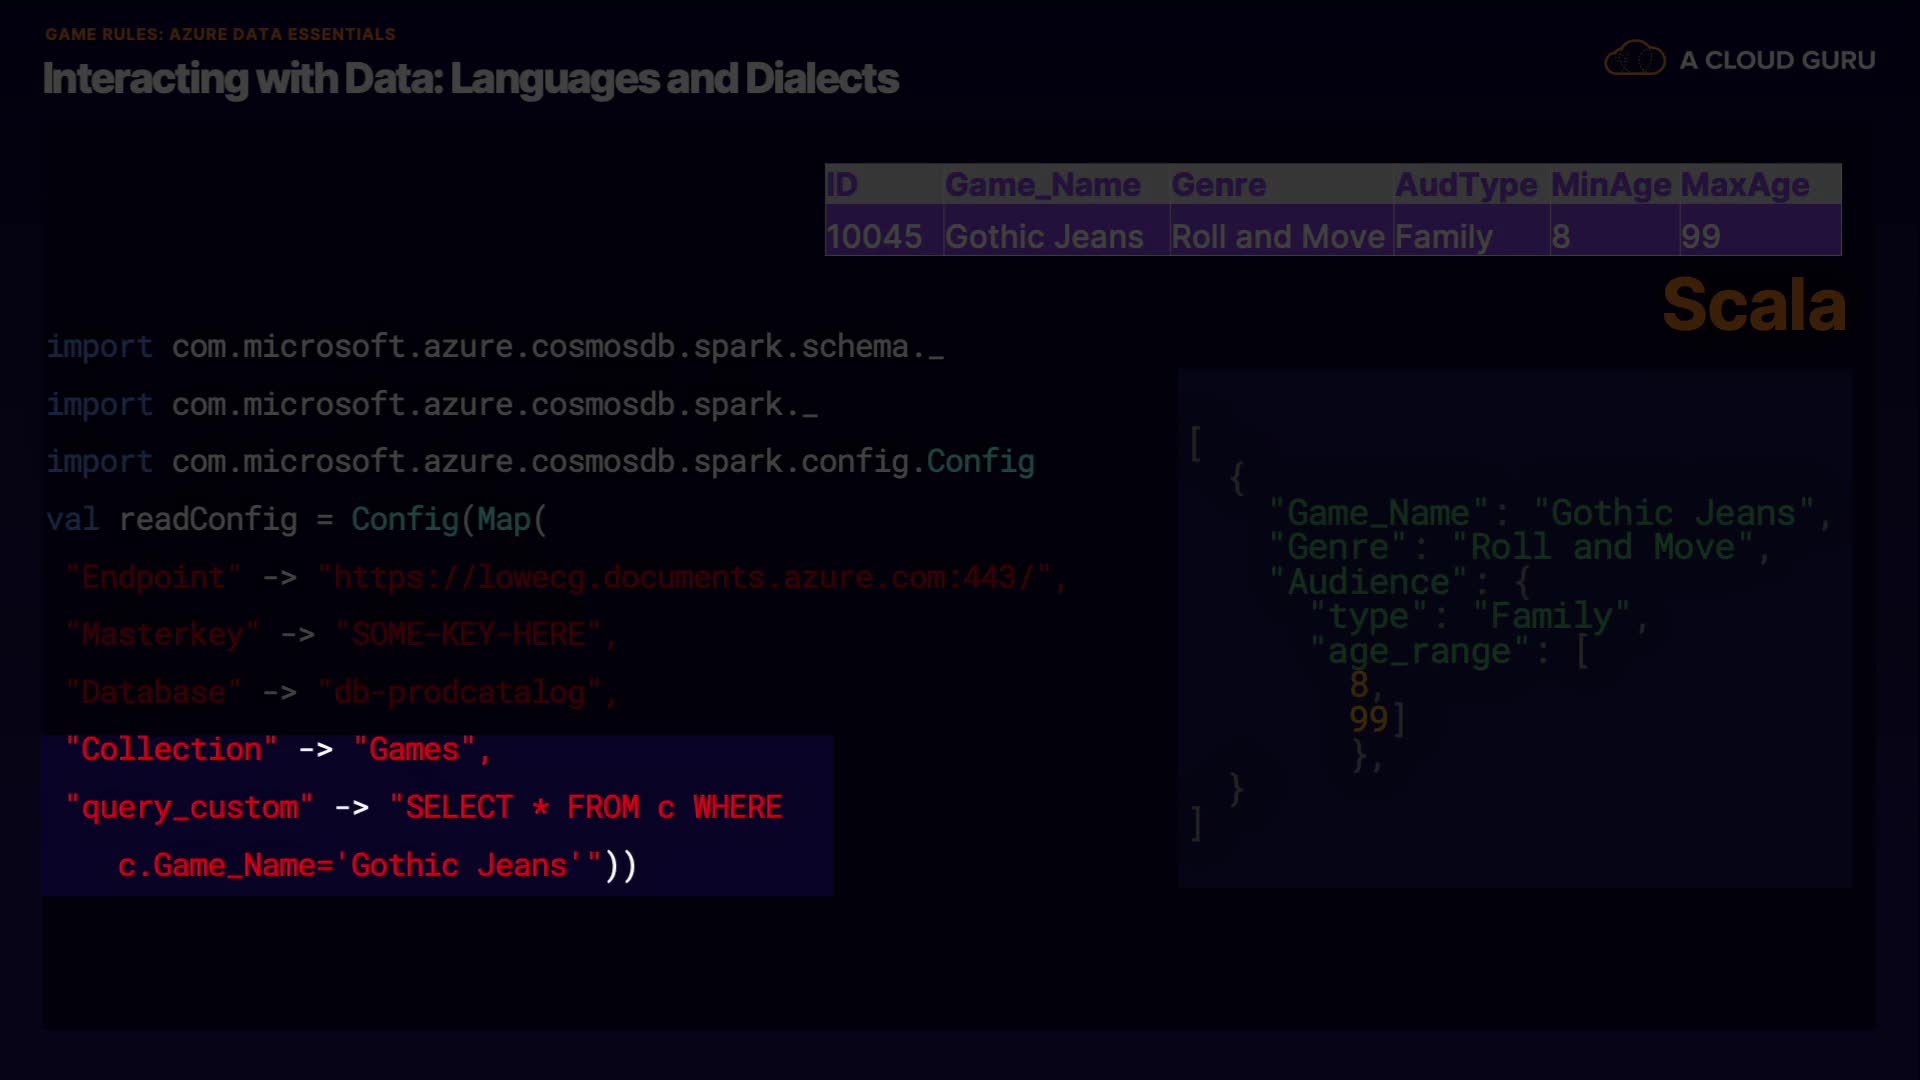 GAME RULES: AZURE DATA ESSENTIALS
Interacting with Data: Languages and Dialects
A CLOUD GURU
ID Game_Name Genre AudType MinAge MaxAge
10045 Gothic Jeans Roll and Move Family 8 99
Scala
import com.microsoft.azure.cosmosdb.spark.schema._
import com.microsoft.azure.cosmosdb.spark._
import com.microsoft.azure.cosmosdb.spark.config.Config
val readConfig = Config(Map(
"Endpoint" -> "https://lowecg.documents.azure.com:443/",
"Masterkey" -> "SOME-KEY-HERE",
"Database" -> "db-prodcatalog",
"Collection" -> "Games",
"query_custom" -> "SELECT * FROM c WHERE
c.Game_Name='Gothic Jeans'"))
[
{
"Game_Name": "Gothic Jeans",
"Genre": "Roll and Move",
"Audience": {
"type": "Family",
"age_range": [
8,
99]
},
}
]